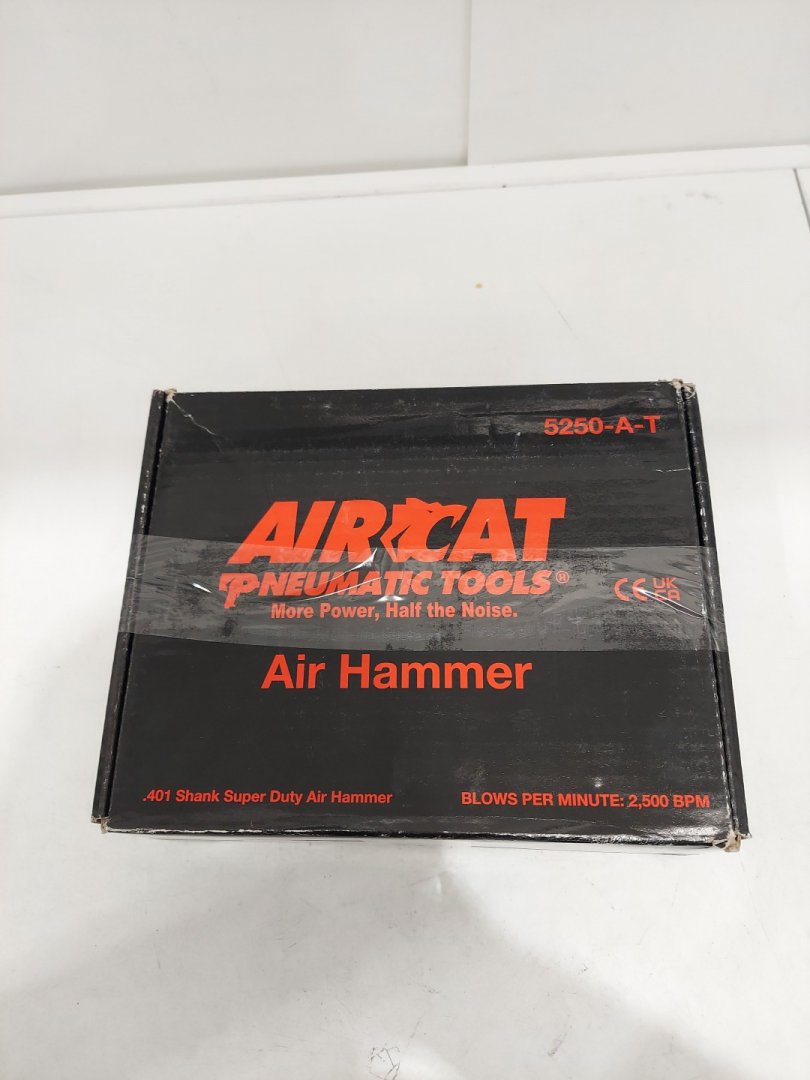 5250-A-T
AIRCAT
PNEUMATIC TOOLS®
More Power, Half the Noise.
CE UK CA
Air Hammer
.401 Shank Super Duty Air Hammer
BLOWS PER MINUTE: 2,500 BPM